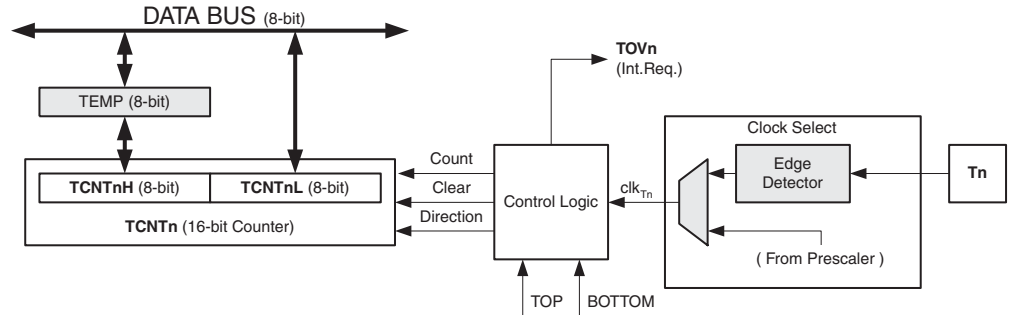 DATA BUS (8-bit)
TOVn
(Int.Req.)
TEMP (8-bit)
Clock Select
Count
Edge
Detector
Tn
TCNTnH (8-bit) TCNTnL (8-bit)
Clear
Control Logic
clkTn
TCNTn (16-bit Counter)
Direction
( From Prescaler )
TOP
BOTTOM